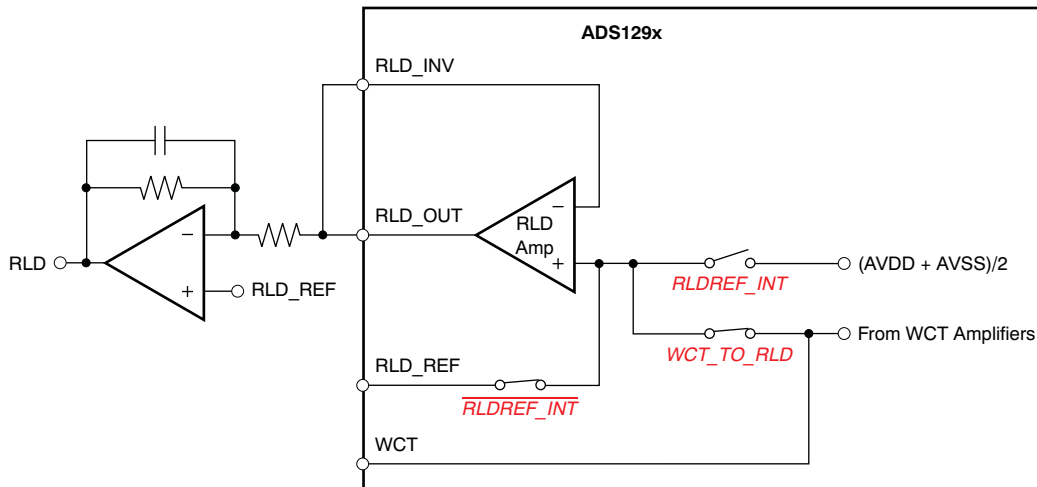 ADS129x
RLD_INV
RLD_OUT
RLD
Amp
−
+
(AVDD + AVSS)/2
RLDREF_INT
−
RLD
+
RLD_REF
From WCT Amplifiers
WCT_TO_RLD
RLD_REF
RLDREF_INT
WCT